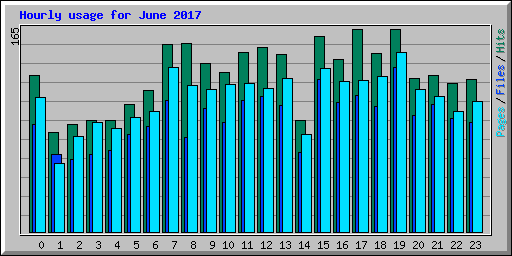 Hourly usage for June 2017
165
Pages/Files/Hits
0 1 2 3 4 5 6 7 8 9 10 11 12 13 14 15 16 17 18 19 20 21 22 23